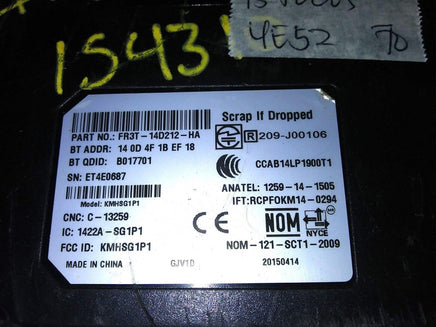 4E52 70
1543
Scrap If Dropped
PART NO.: FR3T-14D212-HA
R 209-J00106
BT ADDR: 14 0D 4F 1B EF 18
BT QDID: B017701
CCAB14LP1900T1
SN: ET4E0687
ANATEL: 1259-14-1505
Model: KMHSG1P1
IFT:RCPFOKM14-0294
CNC: C-13259
CE
NOM
NYCE
IC: 1422A-SG1P1
FCC ID: KMHSG1P1
NOM-121-SCT1-2009
MADE IN CHINA
GJV1D
20150414